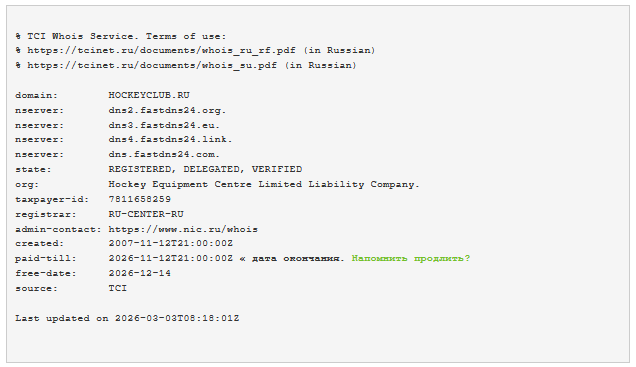 % TCI Whois Service. Terms of use:
% https://tcinet.ru/documents/whois_ru_rf.pdf (in Russian)
% https://tcinet.ru/documents/whois_su.pdf (in Russian)
domain: HOCKEYCLUB.RU
nserver: dns2.fastdns24.org.
nserver: dns3.fastdns24.eu.
nserver: dns4.fastdns24.link.
nserver: dns.fastdns24.com.
state: REGISTERED, DELEGATED, VERIFIED
org: Hockey Equipment Centre Limited Liability Company.
taxpayer-id: 7811658259
registrar: RU-CENTER-RU
admin-contact: https://www.nic.ru/whois
created: 2007-11-12T21:00:00Z
paid-till: 2026-11-12T21:00:00Z « дата окончания. Напомнить продлить?
free-date: 2026-12-14
source: TCI
Last updated on 2026-03-03T08:18:01Z